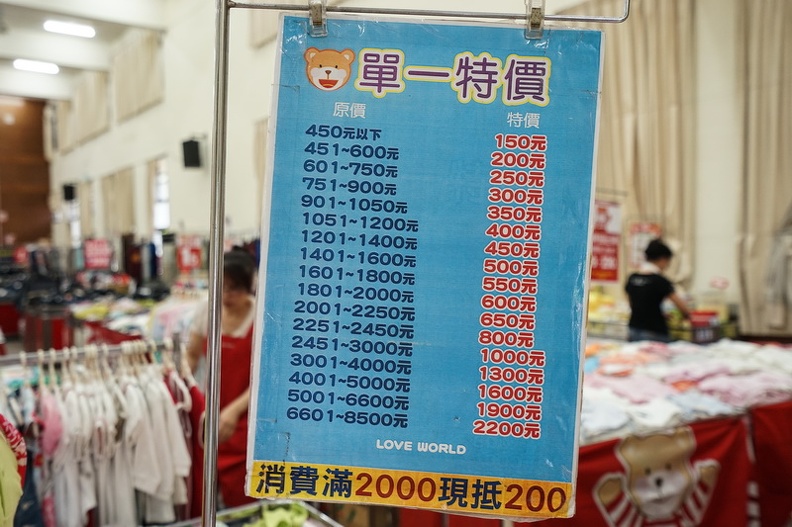 單一特價
原價 特價
450元以下 150元
451~600元 200元
601~750元 250元
751~900元 300元
901~1050元 350元
1051~1200元 400元
1201~1400元 450元
1401~1600元 500元
1601~1800元 550元
1801~2000元 600元
2001~2250元 650元
2251~2450元 800元
2451~3000元 1000元
3001~4000元 1300元
4001~5000元 1600元
5001~6600元 1900元
6601~8500元 2200元
LOVE WORLD
消費滿2000現抵200